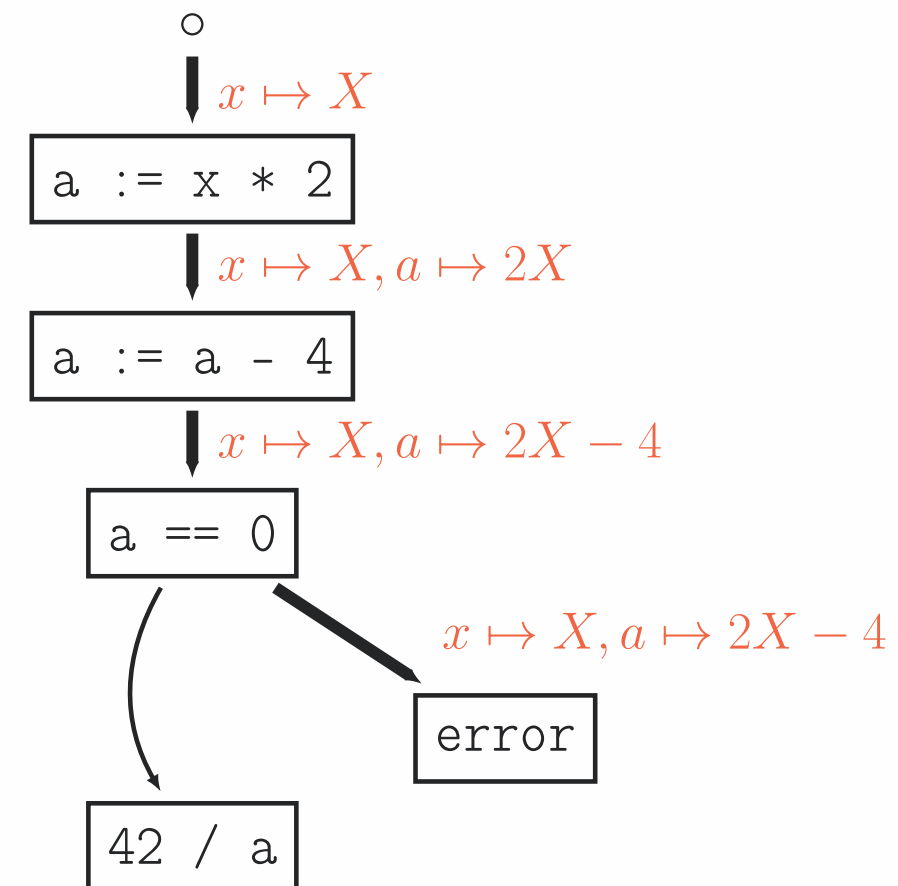 x ↦ X
a := x * 2
x ↦ X, a ↦ 2X
a := a - 4
x ↦ X, a ↦ 2X − 4
a == 0
x ↦ X, a ↦ 2X − 4
error
42 / a